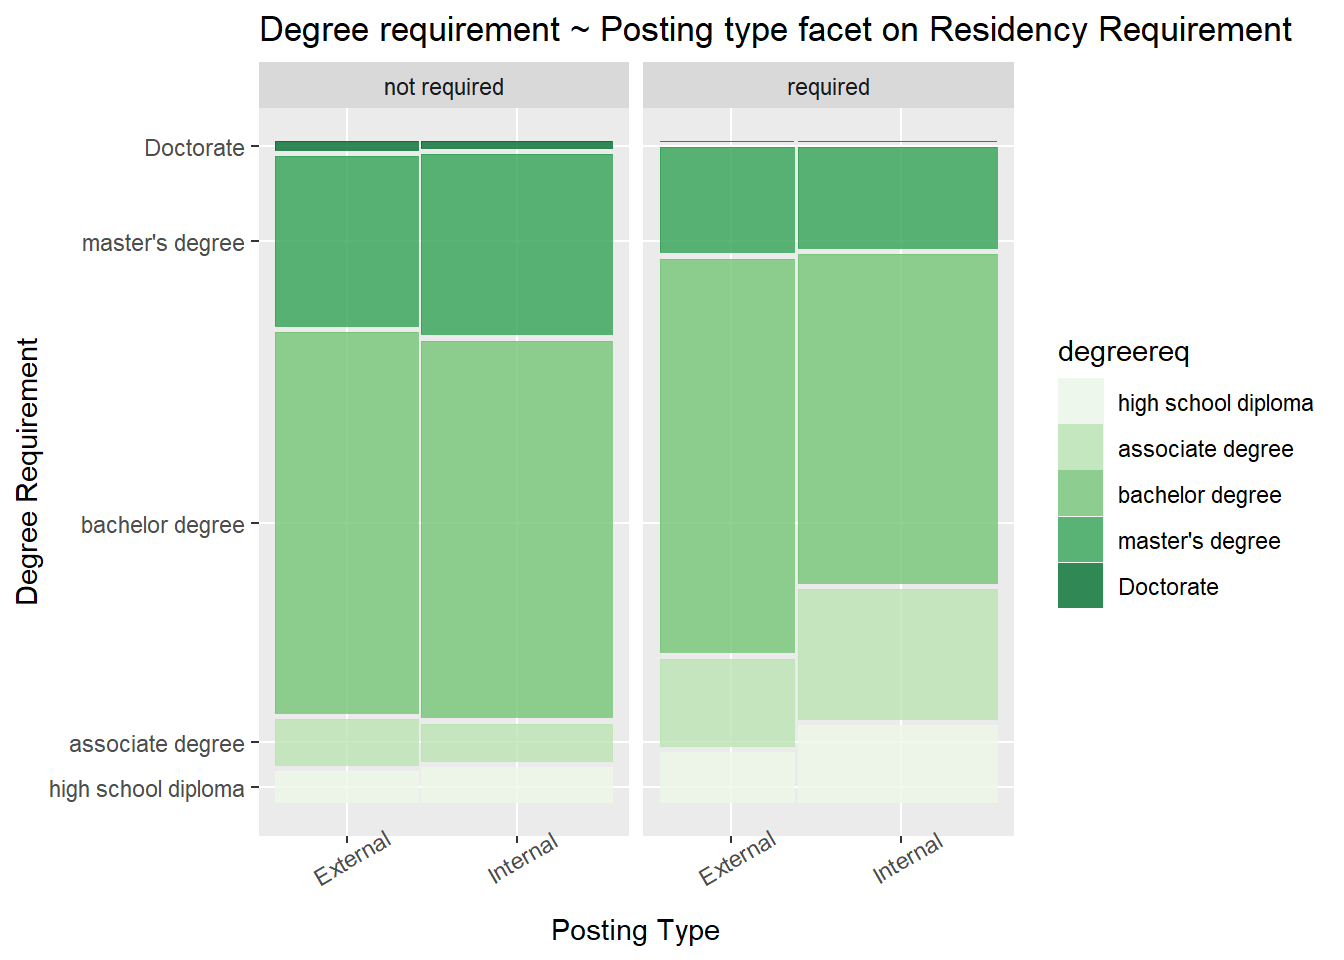 Degree requirement ~ Posting type facet on Residency Requirement
not required
required
Doctorate
master's degree
bachelor degree
associate degree
high school diploma
Degree Requirement
External
Internal
External
Internal
Posting Type
degreereq
high school diploma
associate degree
bachelor degree
master's degree
Doctorate